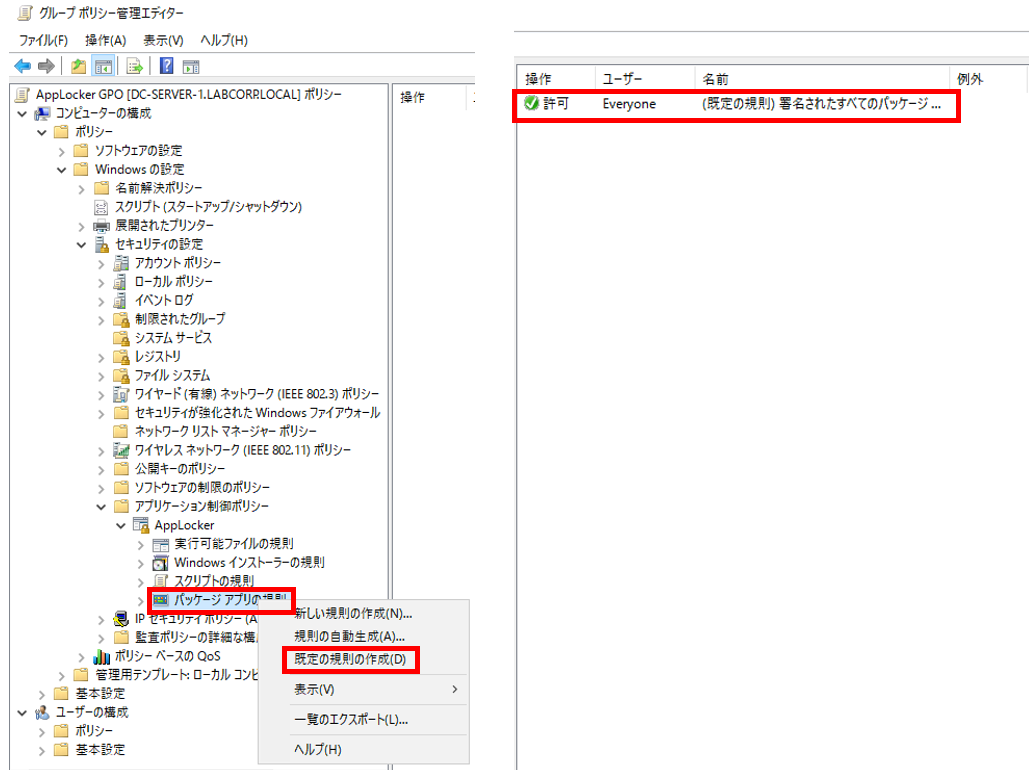 グループ ポリシー管理エディター
ファイル(F) 操作(A) 表示(V) ヘルプ(H)
AppLocker GPO [DC-SERVER-1.LABCORP.LOCAL] ポリシー
コンピューターの構成
ポリシー
ソフトウェアの設定
Windows の設定
名前解決ポリシー
スクリプト (スタートアップ/シャットダウン)
展開されたプリンター
セキュリティの設定
アカウント ポリシー
ローカル ポリシー
イベント ログ
制限されたグループ
システム サービス
レジストリ
ファイル システム
ワイヤード (有線) ネットワーク (IEEE 802.3) ポリシー
セキュリティが強化された Windows ファイアウォール
ネットワーク リスト マネージャー ポリシー
ワイヤレス ネットワーク (IEEE 802.11) ポリシー
公開キーのポリシー
ソフトウェアの制限のポリシー
アプリケーション制御ポリシー
AppLocker
実行可能ファイルの規則
Windows インストーラーの規則
スクリプトの規則
パッケージ アプリの規則
IP セキュリティ ポリシー (A
監査ポリシーの詳細な構
ポリシー ベースの QoS
管理用テンプレート: ローカル コンピ
基本設定
ユーザーの構成
ポリシー
基本設定
操作
新しい規則の作成(N)...
規則の自動生成(A)...
既定の規則の作成(D)
表示(V)
一覧のエクスポート(L)...
ヘルプ(H)
操作 ユーザー 名前 例外
許可 Everyone (既定の規則) 署名されたすべてのパッケージ ...